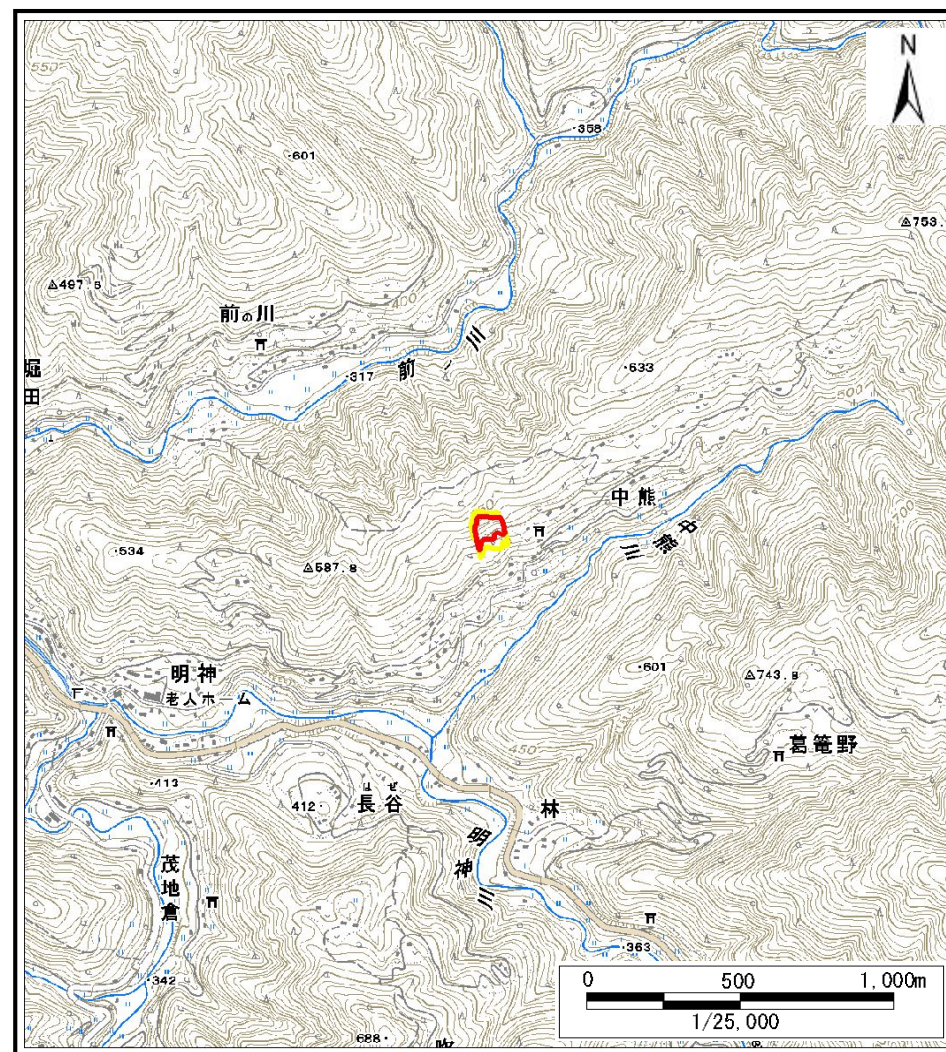 N
550
・358
・601
△753.
△497.6
400
前の川
堀田
・317
前ノ川
・633
500
中熊
中熊川
700
・534
△587.8
明神
老人ホーム
・601
△743.8
450
葛篭野
・413
412・
はぜ
長谷
林
明神川
茂地倉
・342
・363
688・
0 500 1,000m
1/25,000